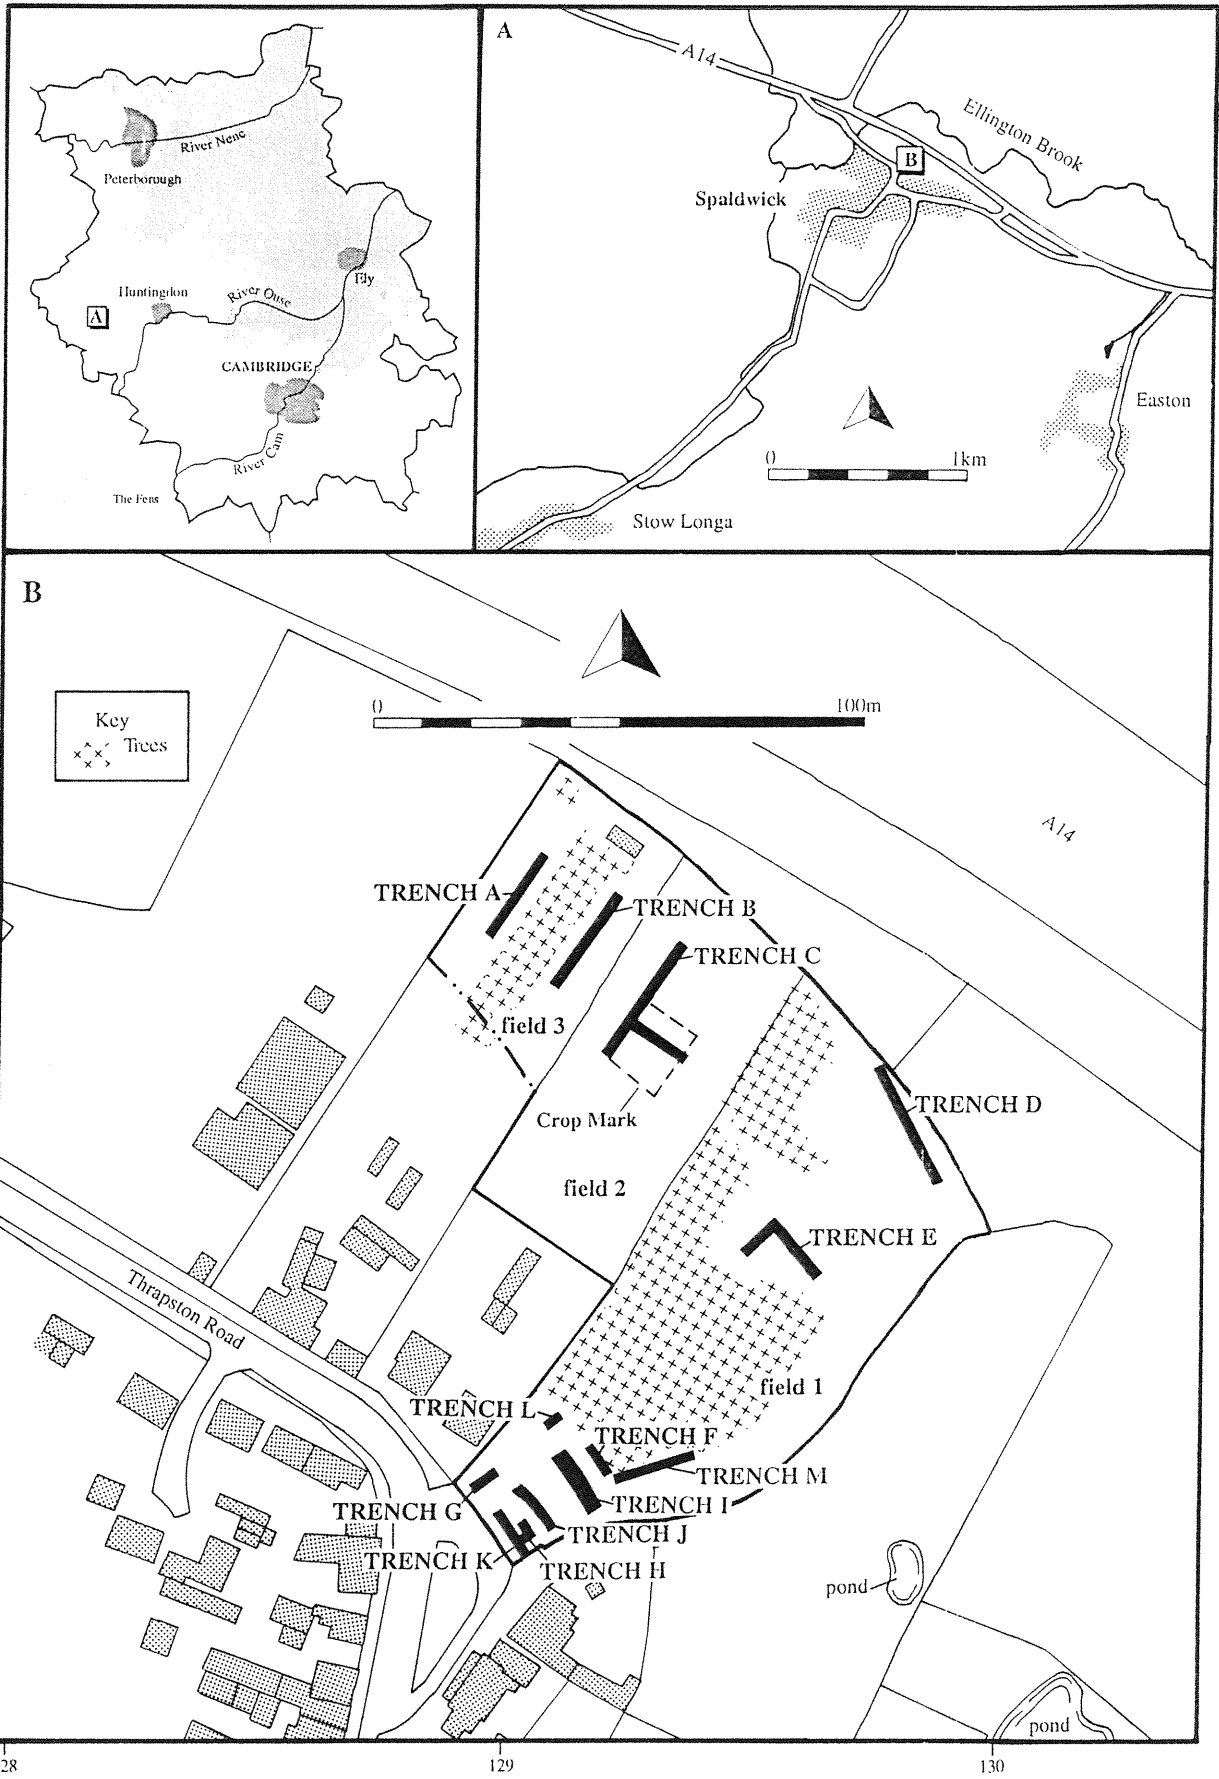 River Nene
Peterborough
Ely
Huntingdon
River Ouse
A
CAMBRIDGE
River Cam
The Fens
A
A14
Ellington Brook
B
Spaldwick
Easton
0 1km
Stow Longa
B
0 100m
Key
Trees
A14
TRENCH A
TRENCH B
TRENCH C
field 3
TRENCH D
Crop Mark
field 2
TRENCH E
Thrapston Road
field 1
TRENCH L
TRENCH F
TRENCH M
TRENCH G
TRENCH I
TRENCH J
TRENCH K
TRENCH H
pond
pond
28 129 130